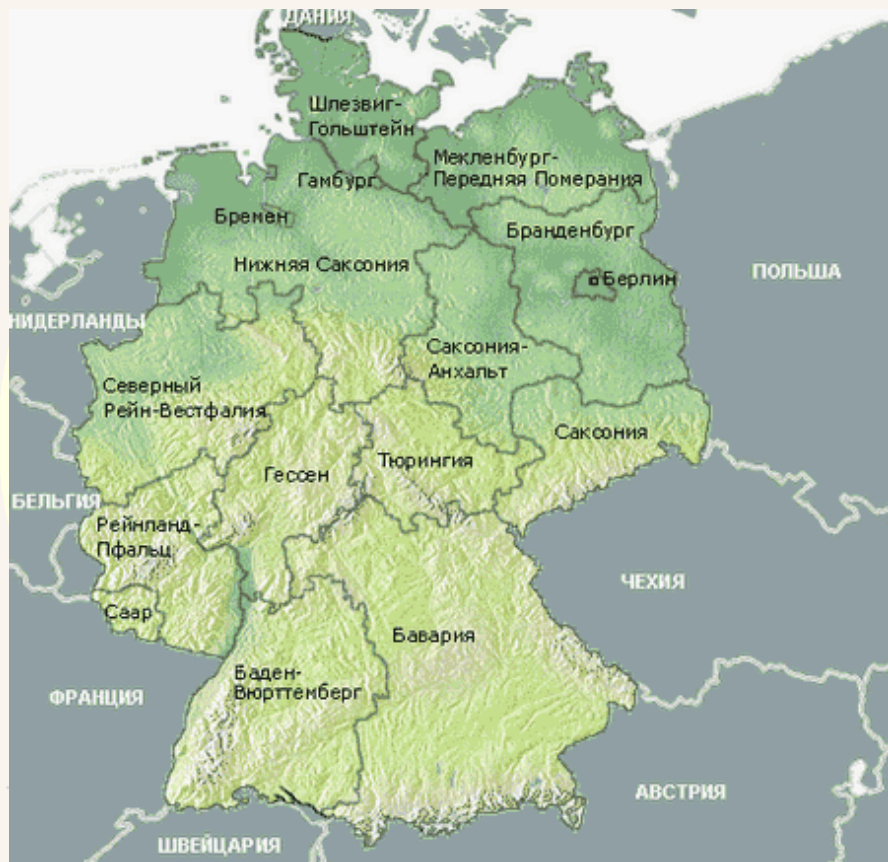 ДАНИЯ
Шлезвиг-
Гольштейн
Мекленбург-
Передняя Померания
Гамбург
Бремен
Бранденбург
Нижняя Саксония
Берлин
ПОЛЬША
НИДЕРЛАНДЫ
Саксония-
Анхальт
Северный
Рейн-Вестфалия
Саксония
Тюрингия
Гессен
БЕЛЬГИЯ
Рейнланд-
Пфальц
ЧЕХИЯ
Саар
Бавария
Баден-
Вюрттемберг
ФРАНЦИЯ
АВСТРИЯ
ШВЕЙЦАРИЯ